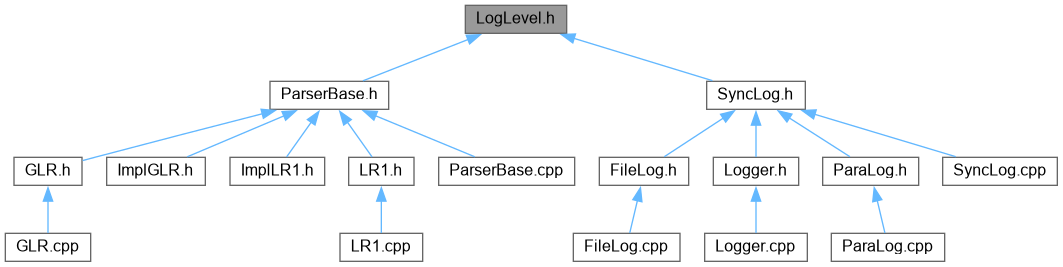 LogLevel.h
ParserBase.h
SyncLog.h
GLR.h
ImplGLR.h
ImplLR1.h
LR1.h
ParserBase.cpp
FileLog.h
Logger.h
ParaLog.h
SyncLog.cpp
GLR.cpp
LR1.cpp
FileLog.cpp
Logger.cpp
ParaLog.cpp